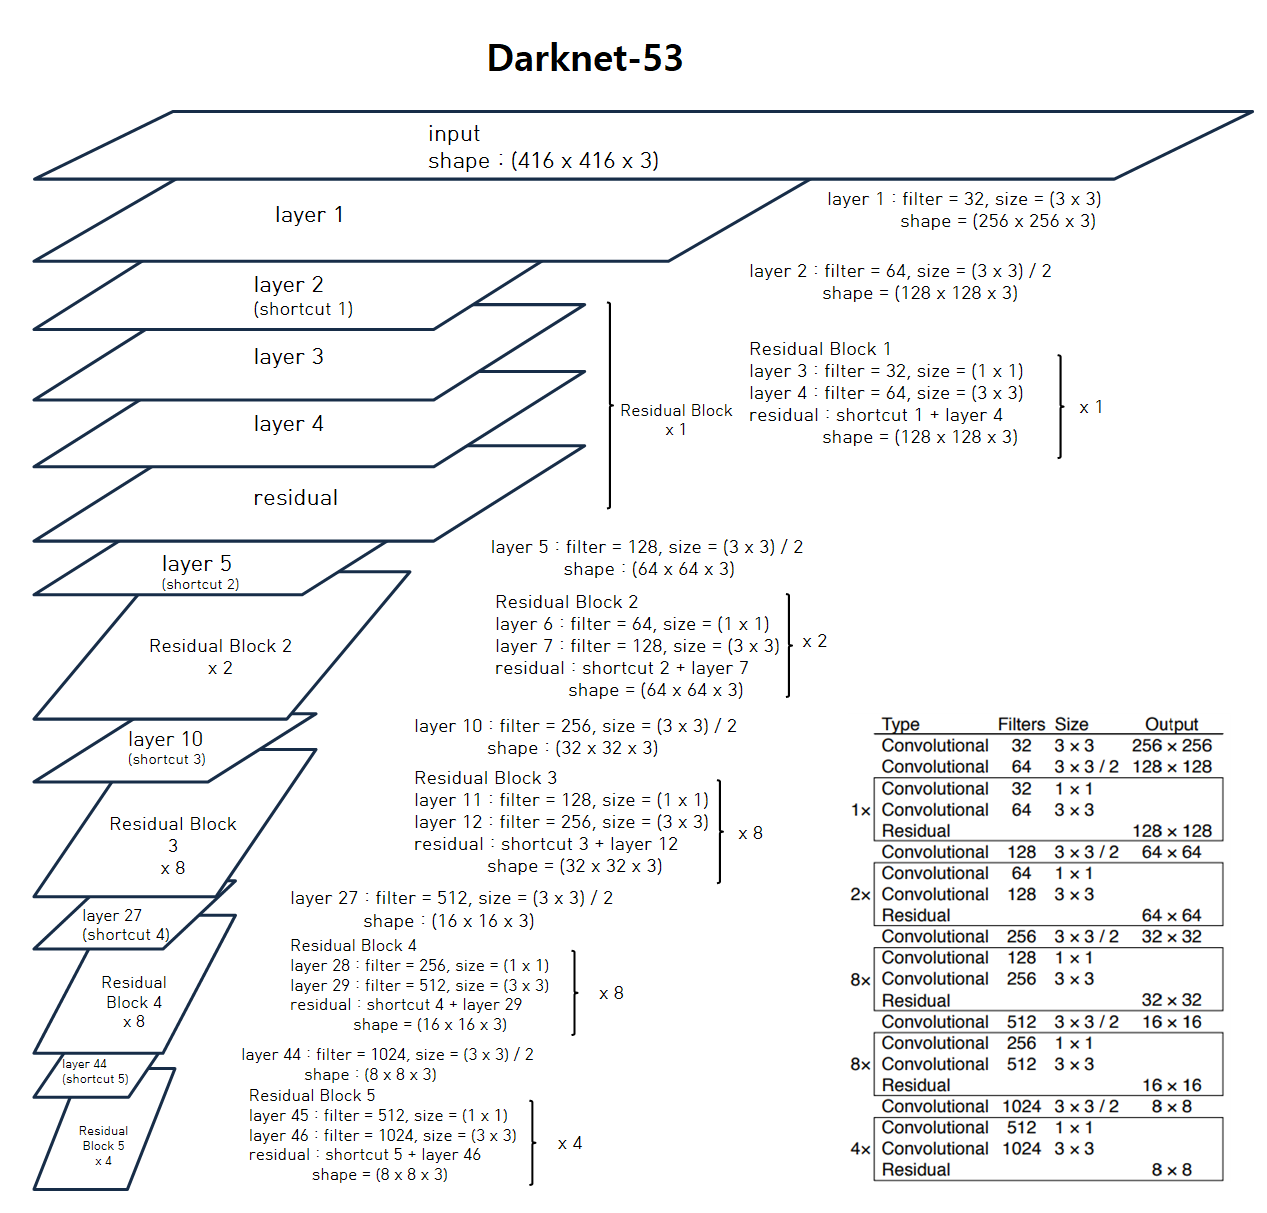 Darknet-53
input
shape : (416 x 416 x 3)
layer 1
layer 1 : filter = 32, size = (3 x 3)
shape = (256 x 256 x 3)
layer 2
(shortcut 1)
layer 2 : filter = 64, size = (3 x 3) / 2
shape = (128 x 128 x 3)
layer 3
layer 4
residual
Residual Block
x 1
Residual Block 1
layer 3 : filter = 32, size = (1 x 1)
layer 4 : filter = 64, size = (3 x 3)
residual : shortcut 1 + layer 4
shape = (128 x 128 x 3)
x 1
layer 5
(shortcut 2)
layer 5 : filter = 128, size = (3 x 3) / 2
shape : (64 x 64 x 3)
Residual Block 2
x 2
Residual Block 2
layer 6 : filter = 64, size = (1 x 1)
layer 7 : filter = 128, size = (3 x 3)
residual : shortcut 2 + layer 7
shape = (64 x 64 x 3)
x 2
layer 10
(shortcut 3)
layer 10 : filter = 256, size = (3 x 3) / 2
shape : (32 x 32 x 3)
Residual Block
3
x 8
Residual Block 3
layer 11 : filter = 128, size = (1 x 1)
layer 12 : filter = 256, size = (3 x 3)
residual : shortcut 3 + layer 12
shape = (32 x 32 x 3)
x 8
layer 27
(shortcut 4)
layer 27 : filter = 512, size = (3 x 3) / 2
shape : (16 x 16 x 3)
Residual
Block 4
x 8
Residual Block 4
layer 28 : filter = 256, size = (1 x 1)
layer 29 : filter = 512, size = (3 x 3)
residual : shortcut 4 + layer 29
shape = (16 x 16 x 3)
x 8
layer 44
(shortcut 5)
layer 44 : filter = 1024, size = (3 x 3) / 2
shape : (8 x 8 x 3)
Residual
Block 5
x 4
Residual Block 5
layer 45 : filter = 512, size = (1 x 1)
layer 46 : filter = 1024, size = (3 x 3)
residual : shortcut 5 + layer 46
shape = (8 x 8 x 3)
x 4
Type Filters Size Output
Convolutional 32 3 × 3 256 × 256
Convolutional 64 3 × 3 / 2 128 × 128
Convolutional 32 1 × 1
1× Convolutional 64 3 × 3
Residual 128 × 128
Convolutional 128 3 × 3 / 2 64 × 64
Convolutional 64 1 × 1
2× Convolutional 128 3 × 3
Residual 64 × 64
Convolutional 256 3 × 3 / 2 32 × 32
Convolutional 128 1 × 1
8× Convolutional 256 3 × 3
Residual 32 × 32
Convolutional 512 3 × 3 / 2 16 × 16
Convolutional 256 1 × 1
8× Convolutional 512 3 × 3
Residual 16 × 16
Convolutional 1024 3 × 3 / 2 8 × 8
Convolutional 512 1 × 1
4× Convolutional 1024 3 × 3
Residual 8 × 8